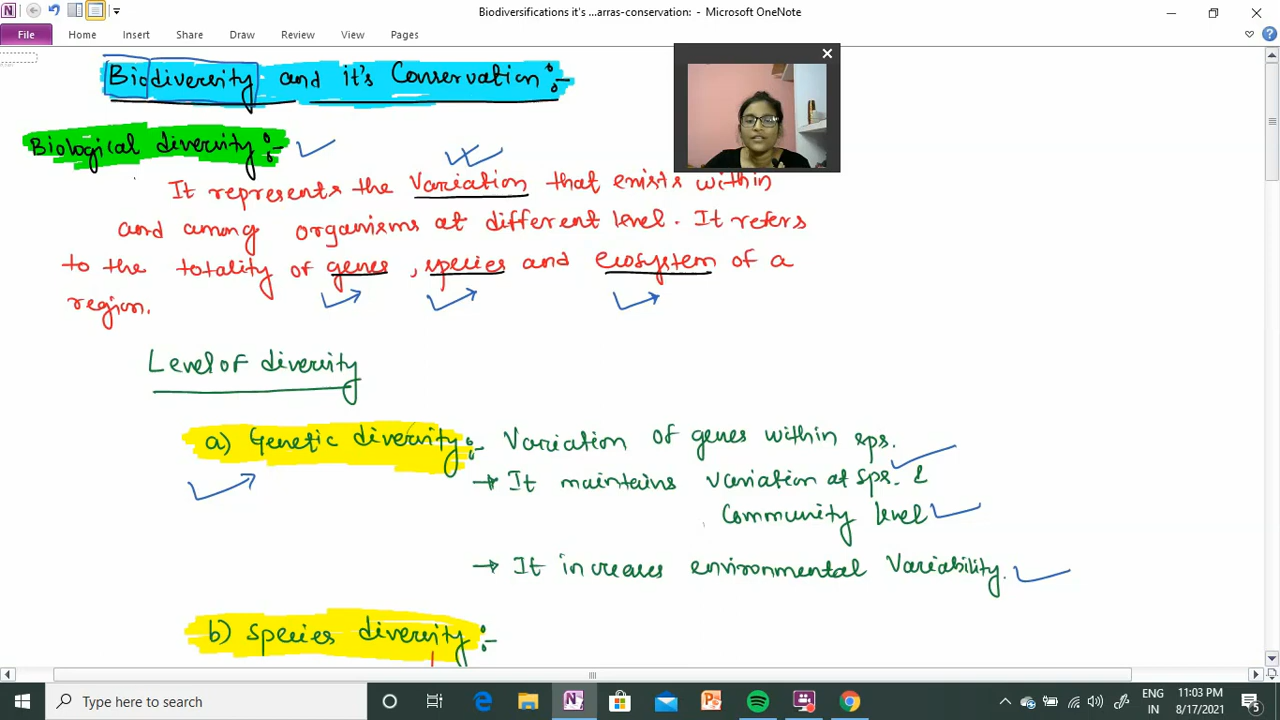 Biodiversifications it's ...arras-conservation: - Microsoft OneNote
File Home Insert Share Draw Review View Pages
Biodiversity and it's Conservation:-
Biological diversity:-
It represents the Variation that exists within
and among organisms at different level. It refers
to the totality of genes, species and ecosystem of a
region.
Level of diversity
a) Genetic diversity:- Variation of genes within sps.
→ It maintains variation at sps. &
Community level
→ It increases environmental Variability.
b) Species diversity:-
Type here to search
ENG
IN
11:03 PM
8/17/2021
5